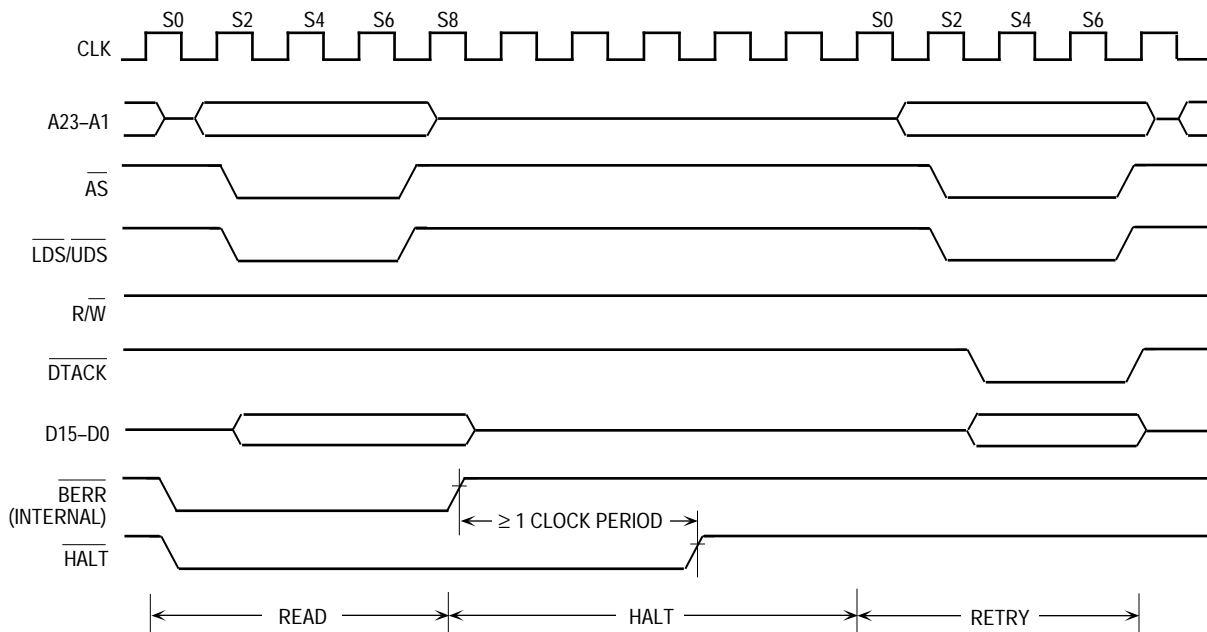 S0 S2 S4 S6 S8 S0 S2 S4 S6
CLK
A23–A1
AS
LDS/UDS
R/W
DTACK
D15–D0
BERR
(INTERNAL)
≥ 1 CLOCK PERIOD
HALT
READ HALT RETRY